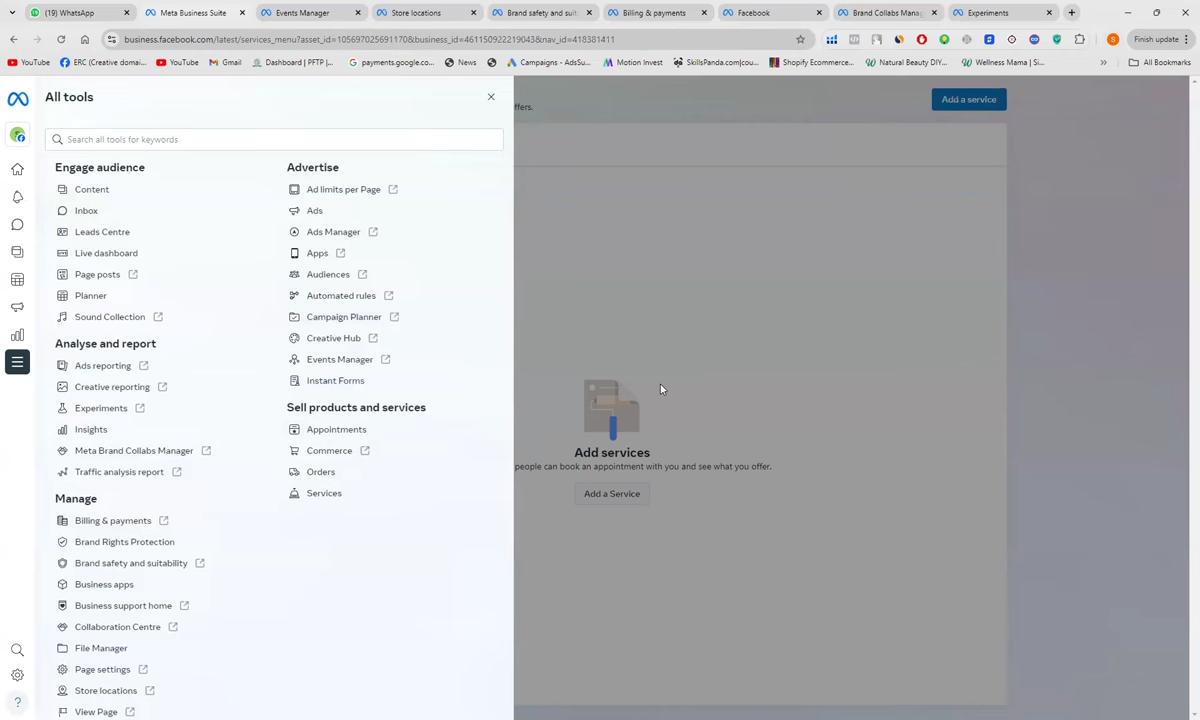 (19) WhatsApp
Meta Business Suite
Events Manager
Store locations
Brand safety and suit
Billing & payments
Facebook
Brand Collabs Mana
Experiments
business.facebook.com/latest/services_menu?asset_id=105697025691170&business_id=461150922219043&nav_id=418381411
Finish update
YouTube
ERC (Creative domai...
YouTube
Gmail
Dashboard | PFTP |...
payments.google.co...
News
Campaigns - AdsSu...
Motion Invest
SkillsPanda.com|cou...
Shopify Ecommerce...
Natural Beauty DIY...
Wellness Mama | Si...
All Bookmarks
All tools
ffers.
Add a service
Search all tools for keywords
Engage audience
Content
Inbox
Leads Centre
Live dashboard
Page posts
Planner
Sound Collection
Analyse and report
Ads reporting
Creative reporting
Experiments
Insights
Meta Brand Collabs Manager
Traffic analysis report
Manage
Billing & payments
Brand Rights Protection
Brand safety and suitability
Business apps
Business support home
Collaboration Centre
File Manager
Page settings
Store locations
View Page
Advertise
Ad limits per Page
Ads
Ads Manager
Apps
Audiences
Automated rules
Campaign Planner
Creative Hub
Events Manager
Instant Forms
Sell products and services
Appointments
Commerce
Orders
Services
Add services
people can book an appointment with you and see what you offer.
Add a Service